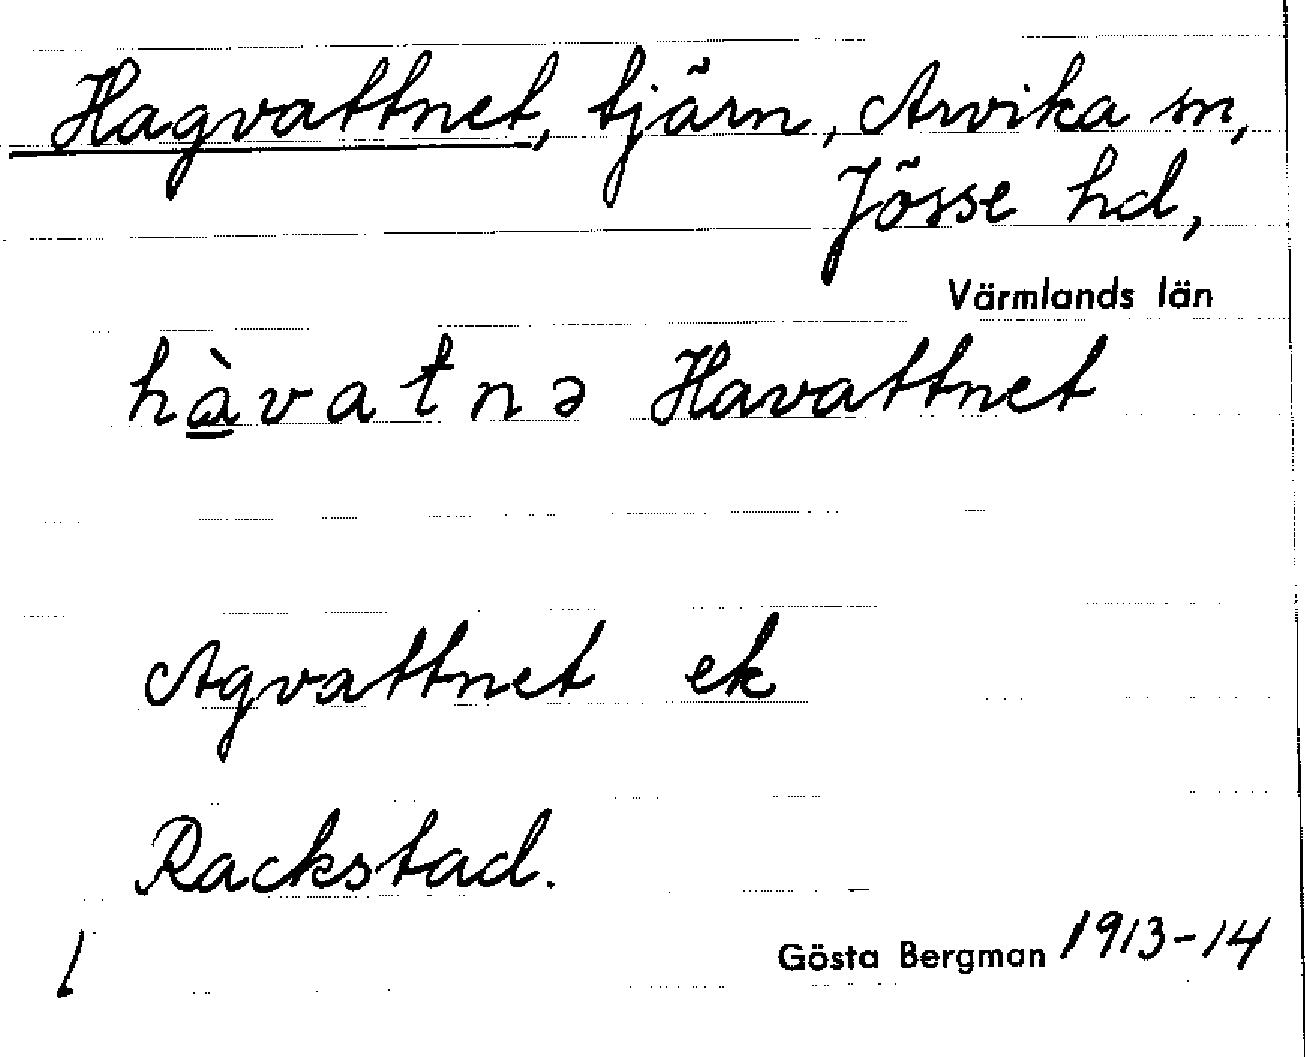 Hagvattnet, tjärn, Arvika sn,
Jösse hd,
Värmlands län
hàvatnə Havattnet
Agvattnet ek
Rackstad.
Gösta Bergman 1913-14